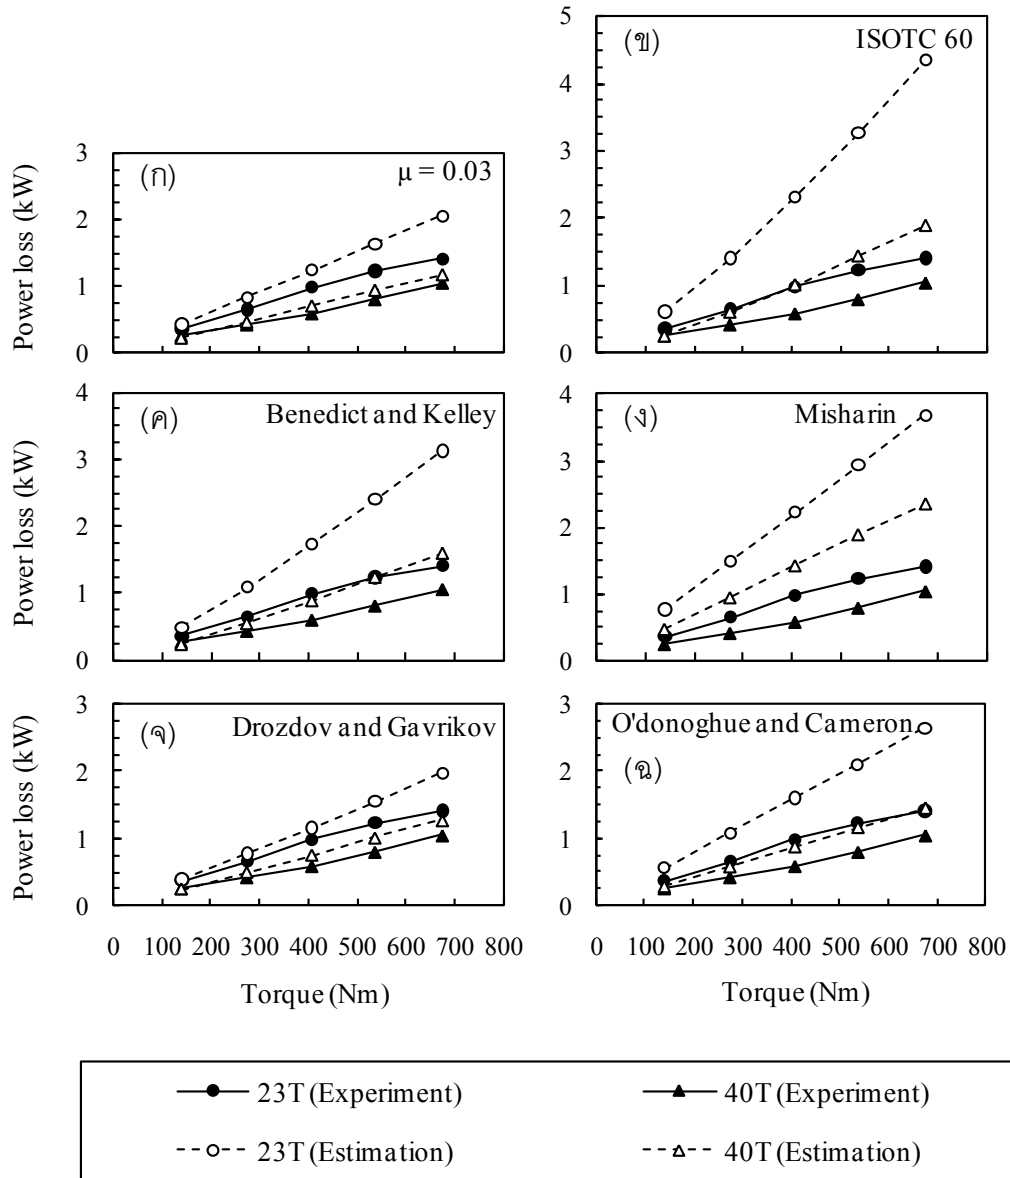 5
(ข) ISOTC 60
4
3
2
1
0
Power loss (kW)
3
(ก) μ = 0.03
2
1
0
Power loss (kW)
4
(ค) Benedict and Kelley
3
2
1
0
4
(ง) Misharin
3
2
1
0
Power loss (kW)
3
(จ) Drozdov and Gavrikov
2
1
0
0 100 200 300 400 500 600 700 800
Torque (Nm)
3
O'donoghue and Cameron
(ฉ)
2
1
0
0 100 200 300 400 500 600 700 800
Torque (Nm)
23T (Experiment) 40T (Experiment)
23T (Estimation) 40T (Estimation)